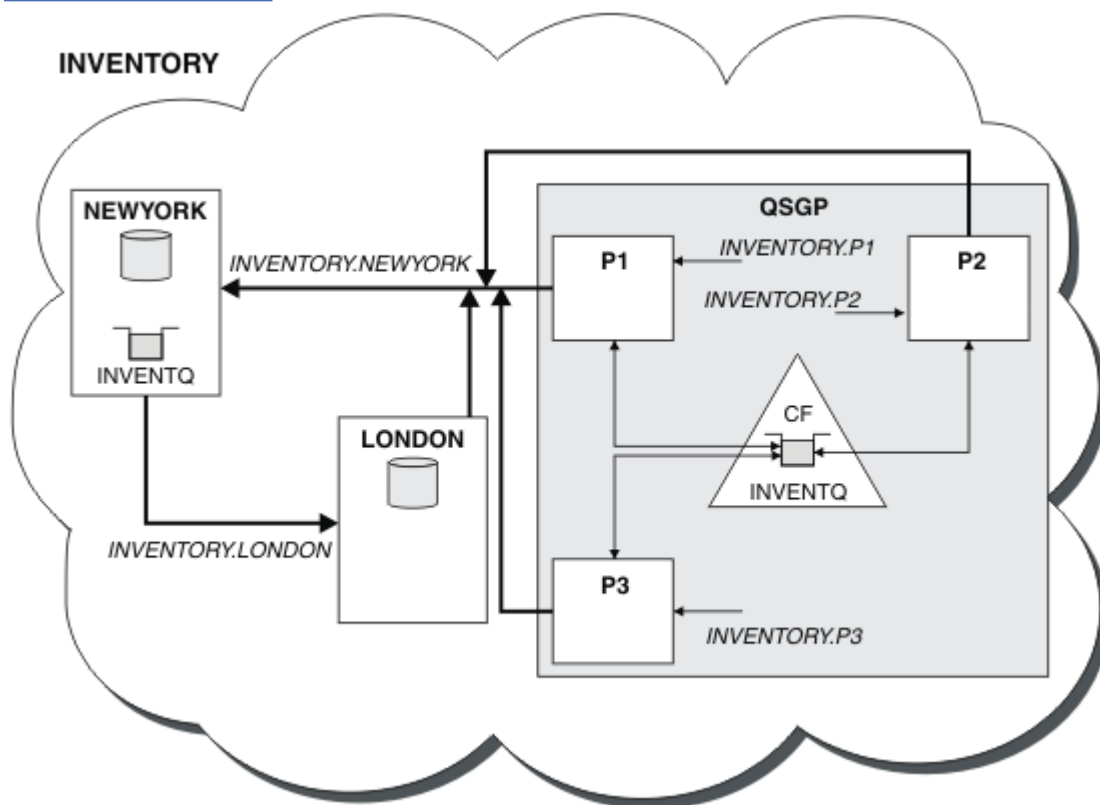 INVENTORY
QSGP
NEWYORK
INVENTORY.NEWYORK
P1
INVENTORY.P1
P2
INVENTORY.P2
INVENTQ
CF
LONDON
INVENTQ
INVENTORY.LONDON
P3
INVENTORY.P3